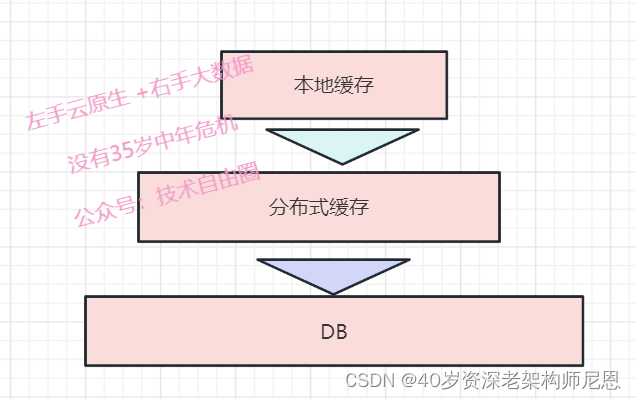 左手云原生 +右手大数据
本地缓存
没有35岁中年危机
公众号：技术自由圈
分布式缓存
DB
CSDN @40岁资深老架构师尼恩